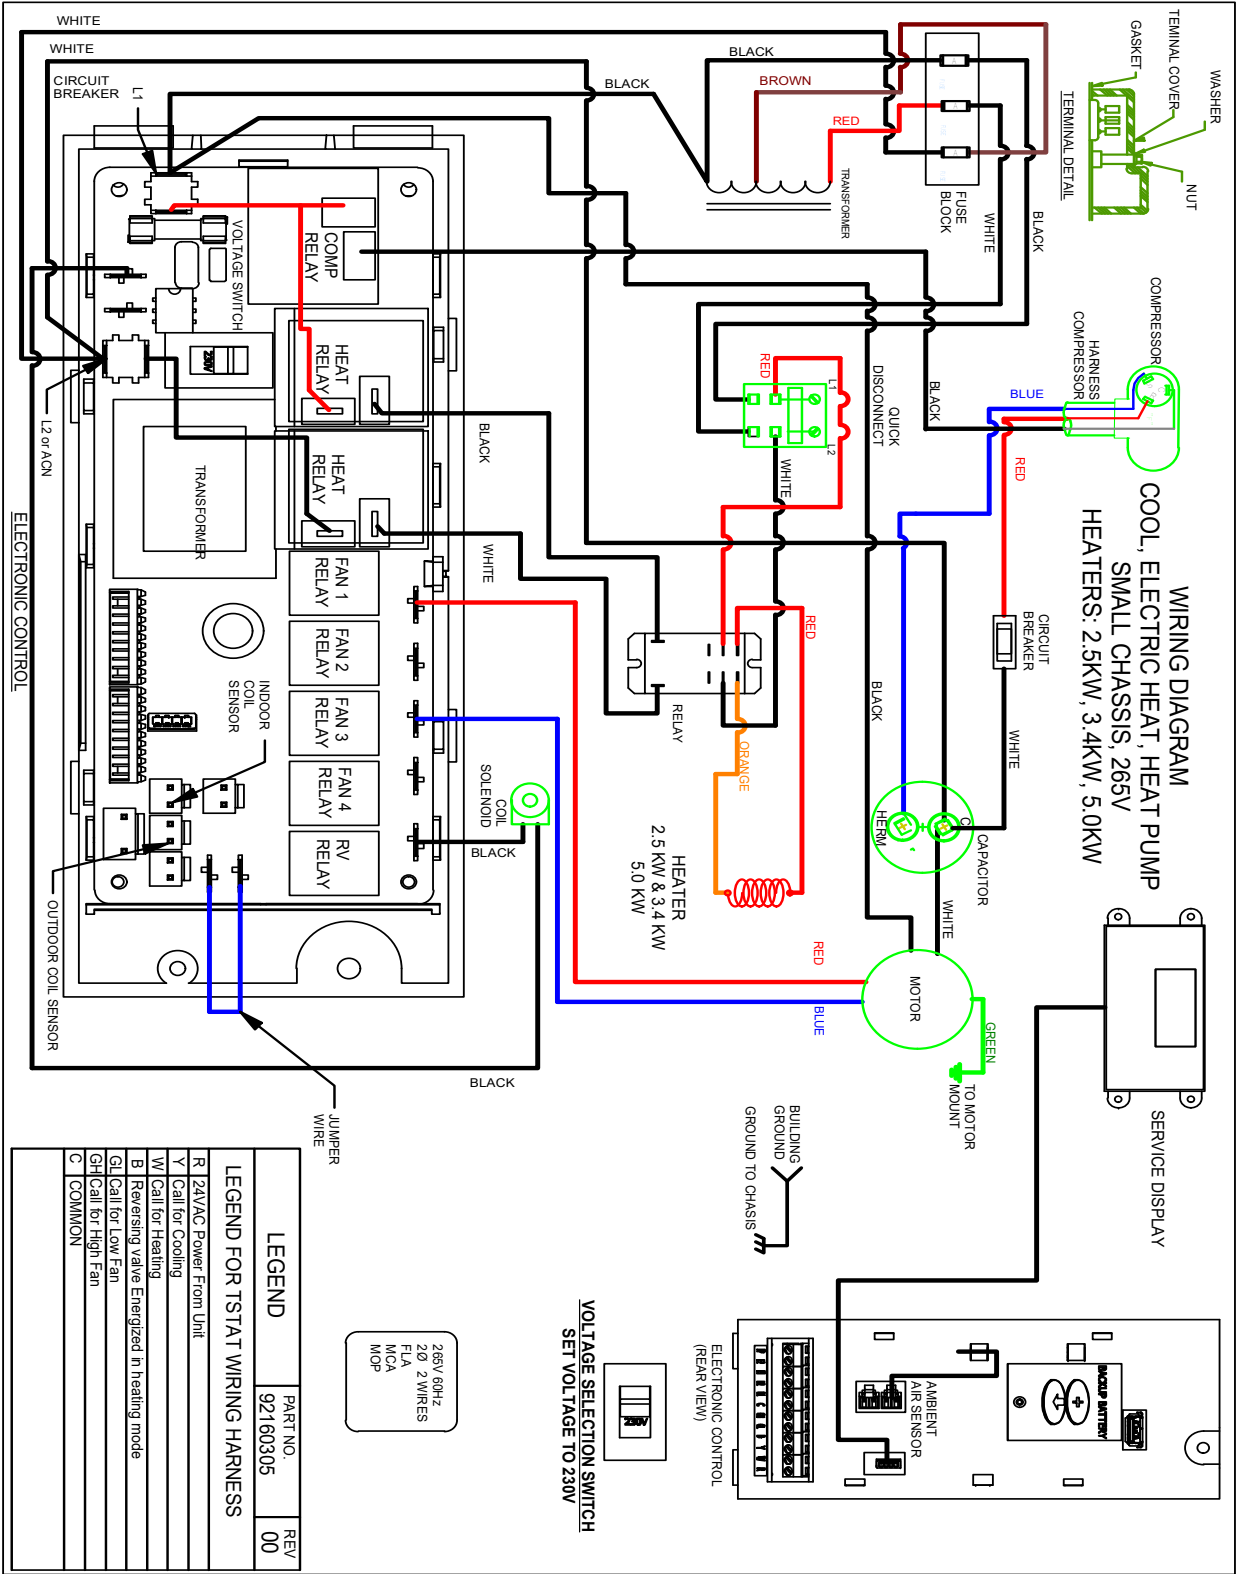 WIRING DIAGRAM
COOL, ELECTRIC HEAT, HEAT PUMP
SMALL CHASSIS, 265V
HEATERS: 2.5KW, 3.4KW, 5.0KW
WHITE
WHITE
CIRCUIT
BREAKER
L1
BLACK
BLACK
BROWN
RED
TRANSFORMER
FUSE
BLOCK
WHITE
BLACK
GASKET
TEMINAL COVER
WASHER
NUT
TERMINAL DETAIL
VOLTAGE SWITCH
230V
COMP
RELAY
HEAT
RELAY
HEAT
RELAY
TRANSFORMER
L2 or ACN
ELECTRONIC CONTROL
FAN 1
RELAY
FAN 2
RELAY
FAN 3
RELAY
FAN 4
RELAY
RV
RELAY
INDOOR
COIL
SENSOR
OUTDOOR COIL SENSOR
JUMPER
WIRE
BLACK
WHITE
RED
L1
L2
QUICK
DISCONNECT
WHITE
BLACK
COMPRESSOR
HARNESS
COMPRESSOR
BLUE
RED
CIRCUIT
BREAKER
WHITE
RED
RELAY
ORANGE
BLACK
COIL
SOLENOID
BLACK
BLACK
HEATER
2.5 KW & 3.4 KW
5.0 KW
HERM
C
CAPACITOR
WHITE
RED
BLUE
MOTOR
GREEN
TO MOTOR
MOUNT
SERVICE DISPLAY
BUILDING
GROUND
GROUND TO CHASIS
ELECTRONIC CONTROL
(REAR VIEW)
AMBIENT
AIR SENSOR
BACKUP BATTERY
VOLTAGE SELECTION SWITCH
SET VOLTAGE TO 230V
230V
265V 60Hz
2Ø 2 WIRES
FLA
MCA
MOP
LEGEND
PART NO.
92160305
REV
00
LEGEND FOR TSTAT WIRING HARNESS
R 24VAC Power From Unit
Y Call for Cooling
W Call for Heating
B Reversing valve Energized in heating mode
GL Call for Low Fan
GH Call for High Fan
C COMMON